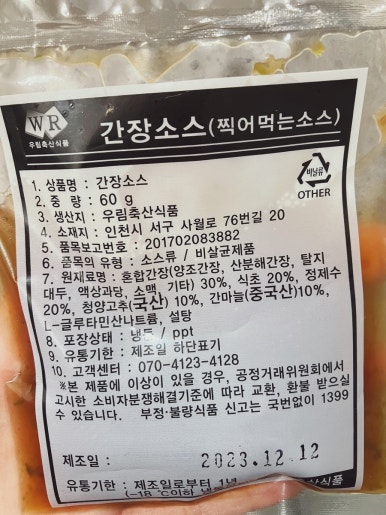 WR
우림축산식품
간장소스(찍어먹는소스)
비닐류
OTHER
1. 상품명 : 간장소스
2. 중 량 : 60 g
3. 생산지 : 우림축산식품
4. 소재지 : 인천시 서구 사월로 76번길 20
5. 품목보고번호 : 201702083882
6. 품목의 유형 : 소스류 / 비살균제품
7. 원재료명 : 혼합간장(양조간장, 산분해간장, 탈지
대두, 액상과당, 소맥, 기타) 30%, 식초 20%, 정제수
20%, 청양고추(국산) 10%, 간마늘(중국산)10%,
L-글루타민산나트륨, 설탕
8. 포장상태 : 냉동 / ppt
9. 유통기한 : 제조일 하단표기
10. 고객센터 : 070-4123-4128
※본 제품에 이상이 있을 경우, 공정거래위원회에서
고시한 소비자분쟁해결기준에 따라 교환, 환불 받으실
수 있습니다. 부정·불량식품 신고는 국번없이 1399
제조일 : 2023.12.12
유통기한 : 제조일로부터 1년
산식품
(-18 ℃이하